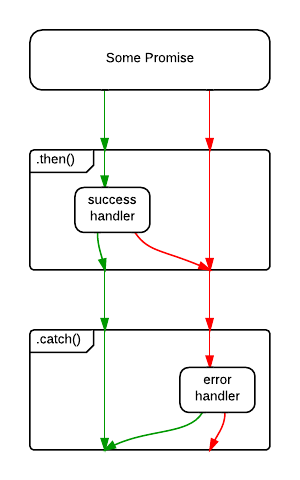 Some Promise
.then()
success
handler
.catch()
error
handler